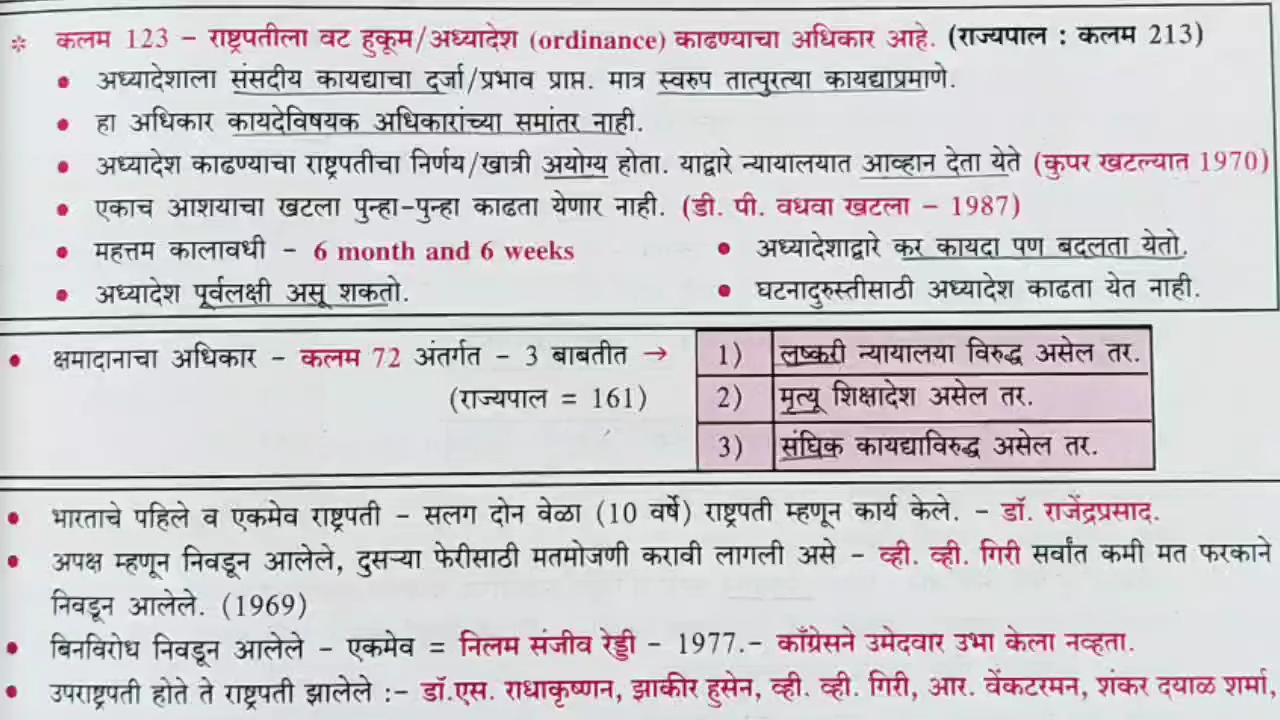 * कलम 123 – राष्ट्रपतीला वट हुकूम/अध्यादेश (ordinance) काढण्याचा अधिकार आहे. (राज्यपाल : कलम 213)
• अध्यादेशाला संसदीय कायद्याचा दर्जा/प्रभाव प्राप्त. मात्र स्वरुप तात्पुरत्या कायद्याप्रमाणे.
• हा अधिकार कायदेविषयक अधिकारांच्या समांतर नाही.
• अध्यादेश काढण्याचा राष्ट्रपतीचा निर्णय/खात्री अयोग्य होता. याद्वारे न्यायालयात आव्हान देता येते (कुपर खटल्यात 1970)
• एकाच आशयाचा खटला पुन्हा-पुन्हा काढता येणार नाही. (डी. पी. वधवा खटला – 1987)
• महत्तम कालावधी – 6 month and 6 weeks • अध्यादेशाद्वारे कर कायदा पण बदलता येतो.
• अध्यादेश पूर्वलक्षी असू शकतो. • घटनादुरुस्तीसाठी अध्यादेश काढता येत नाही.
• क्षमादानाचा अधिकार – कलम 72 अंतर्गत – 3 बाबतीत →
(राज्यपाल = 161)
1) लष्करी न्यायालया विरुद्ध असेल तर.
2) मृत्यू शिक्षादेश असेल तर.
3) संघिक कायद्याविरुद्ध असेल तर.
• भारताचे पहिले व एकमेव राष्ट्रपती – सलग दोन वेळा (10 वर्षे) राष्ट्रपती म्हणून कार्य केले. – डॉ. राजेंद्रप्रसाद.
• अपक्ष म्हणून निवडून आलेले, दुसऱ्या फेरीसाठी मतमोजणी करावी लागली असे – व्ही. व्ही. गिरी सर्वांत कमी मत फरकाने
निवडून आलेले. (1969)
• बिनविरोध निवडून आलेले – एकमेव = निलम संजीव रेड्डी – 1977.– काँग्रेसने उमेदवार उभा केला नव्हता.
• उपराष्ट्रपती होते ते राष्ट्रपती झालेले :– डॉ.एस. राधाकृष्णन, झाकीर हुसेन, व्ही. व्ही. गिरी, आर. वेंकटरमन, शंकर दयाळ शर्मा,